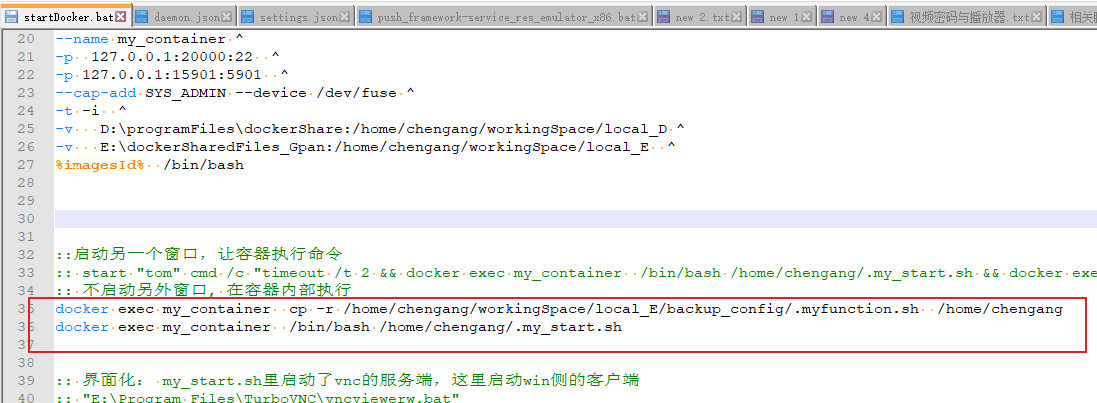 startDocker.bat daemon.json settings.json push_framework-service_res_emulator_x86.bat new 2.txt new 1 new 4 视频密码与播放器.txt
20 --name my_container ^
21 -p  127.0.0.1:20000:22  ^
22 -p 127.0.0.1:15901:5901  ^
23 --cap-add SYS_ADMIN --device /dev/fuse ^
24 -t -i  ^
25 -v   D:\programFiles\dockerShare:/home/chengang/workingSpace/local_D ^
26 -v   E:\dockerSharedFiles_Gpan:/home/chengang/workingSpace/local_E  ^
27 %imagesId%  /bin/bash
28
29
30
31
32 ::启动另一个窗口，让容器执行命令
33 :: start "tom" cmd /c "timeout /t 2 && docker exec my_container  /bin/bash /home/chengang/.my_start.sh && docker exe
34 :: 不启动另外窗口, 在容器内部执行
35 docker exec my_container  cp -r /home/chengang/workingSpace/local_E/backup_config/.myfunction.sh  /home/chengang
36 docker exec my_container  /bin/bash /home/chengang/.my_start.sh
37
38
39 :: 界面化： my_start.sh里启动了vnc的服务端，这里启动win侧的客户端
40 :: "E:\Program Files\TurboVNC\vncviewerw.bat"